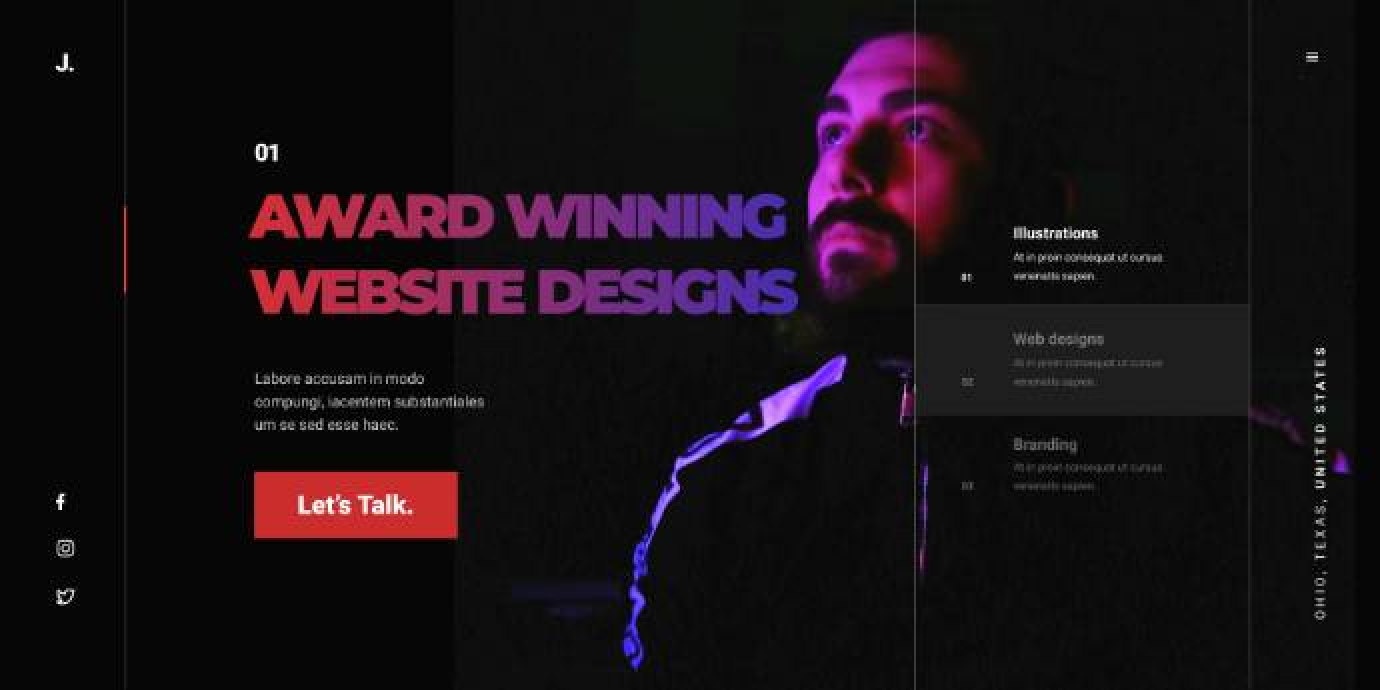 J.
01
AWARD WINNING
WEBSITE DESIGNS
Labore accusam in modo
compungi, iacentem substantiales
um se sed esse haec.
Let's Talk.
Illustrations
At in proin consequat ut cursus
venenatis sapien.
01
Web designs
At in proin consequat ut cursus
venenatis sapien.
02
Branding
At in proin consequat ut cursus
venenatis sapien.
03
OHIO, TEXAS, UNITED STATES